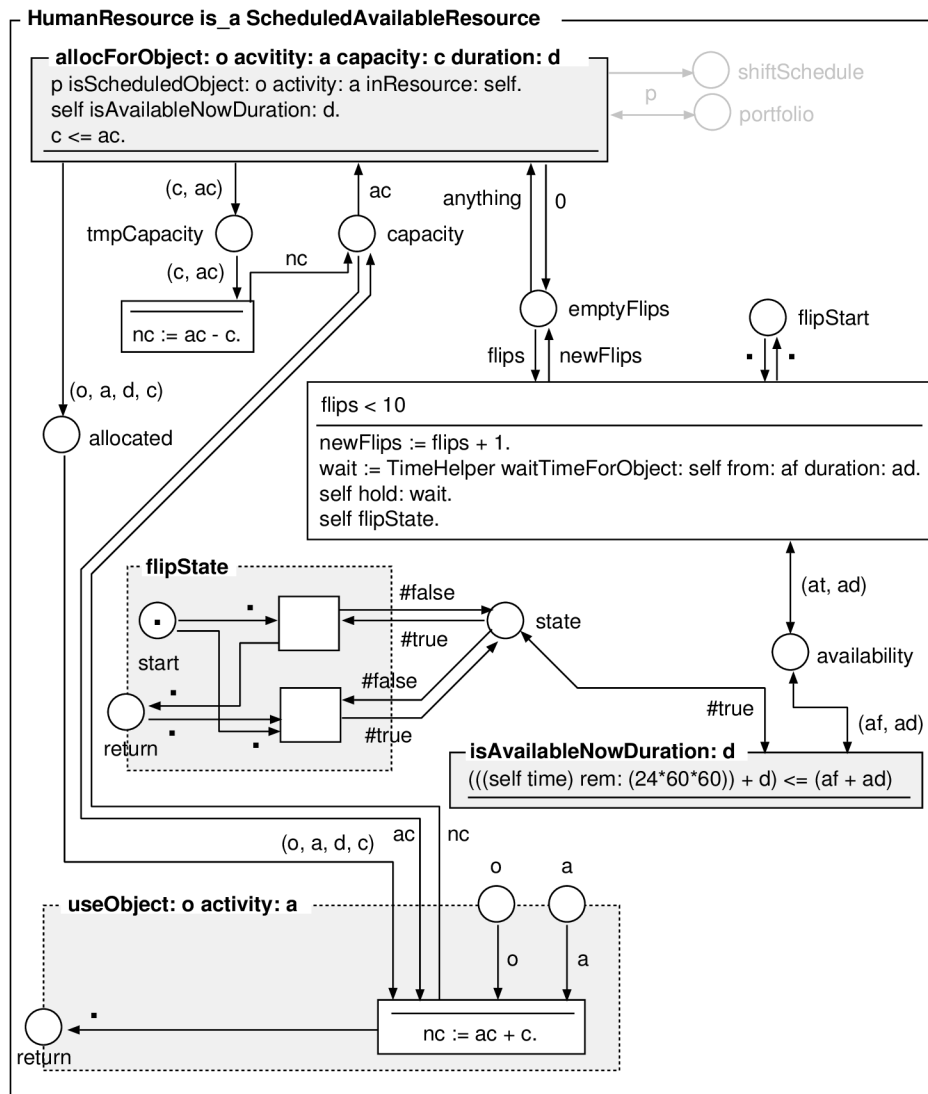 HumanResource is_a ScheduledAvailableResource
allocForObject: o acvitity: a capacity: c duration: d
p isScheduledObject: o activity: a inResource: self.
self isAvailableNowDuration: d.
c <= ac.
shiftSchedule
p
portfolio
(c, ac)
ac
anything
0
tmpCapacity
capacity
(c, ac)
nc
emptyFlips
flipStart
nc := ac - c.
flips
newFlips
(o, a, d, c)
allocated
flips < 10
newFlips := flips + 1.
wait := TimeHelper waitTimeForObject: self from: af duration: ad.
self hold: wait.
self flipState.
flipState
#false
(at, ad)
start
#true
state
availability
#false
#true
return
#true
(af, ad)
isAvailableNowDuration: d
(((self time) rem: (24*60*60)) + d) <= (af + ad)
(o, a, d, c)
ac
nc
o
a
useObject: o activity: a
o
a
return
nc := ac + c.